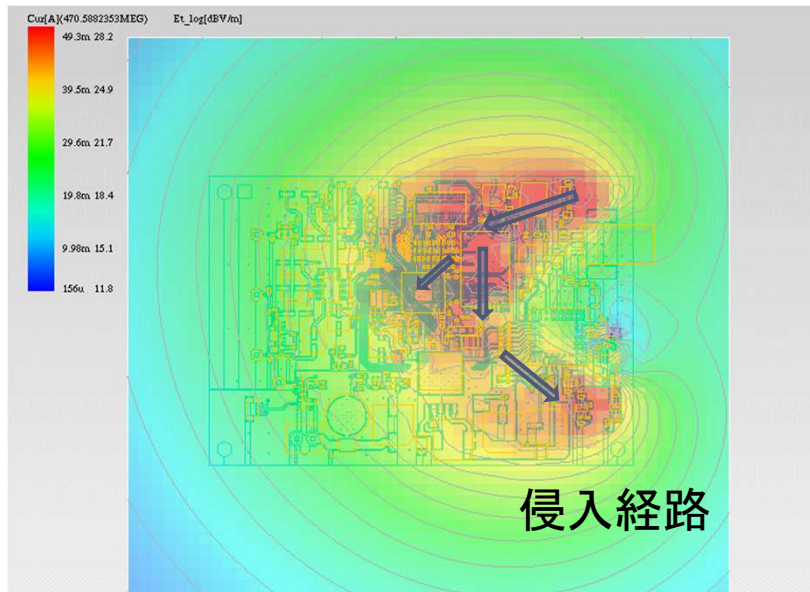 Cur[A](470.5882353MEG) Et_log[dBV/m]
49.3m 28.2
39.5m 24.9
29.6m 21.7
19.8m 18.4
9.98m 15.1
156u 11.8
侵入経路